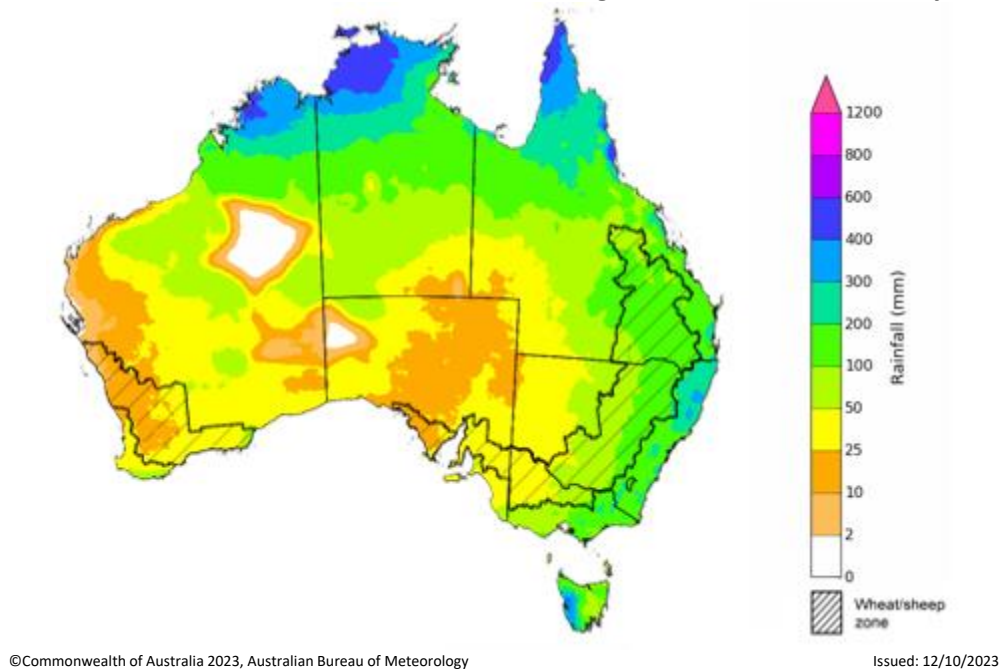 1200
800
600
400
300
200
100
50
25
10
2
0
Rainfall (mm)
Wheat/sheep
zone
©Commonwealth of Australia 2023, Australian Bureau of Meteorology
Issued: 12/10/2023